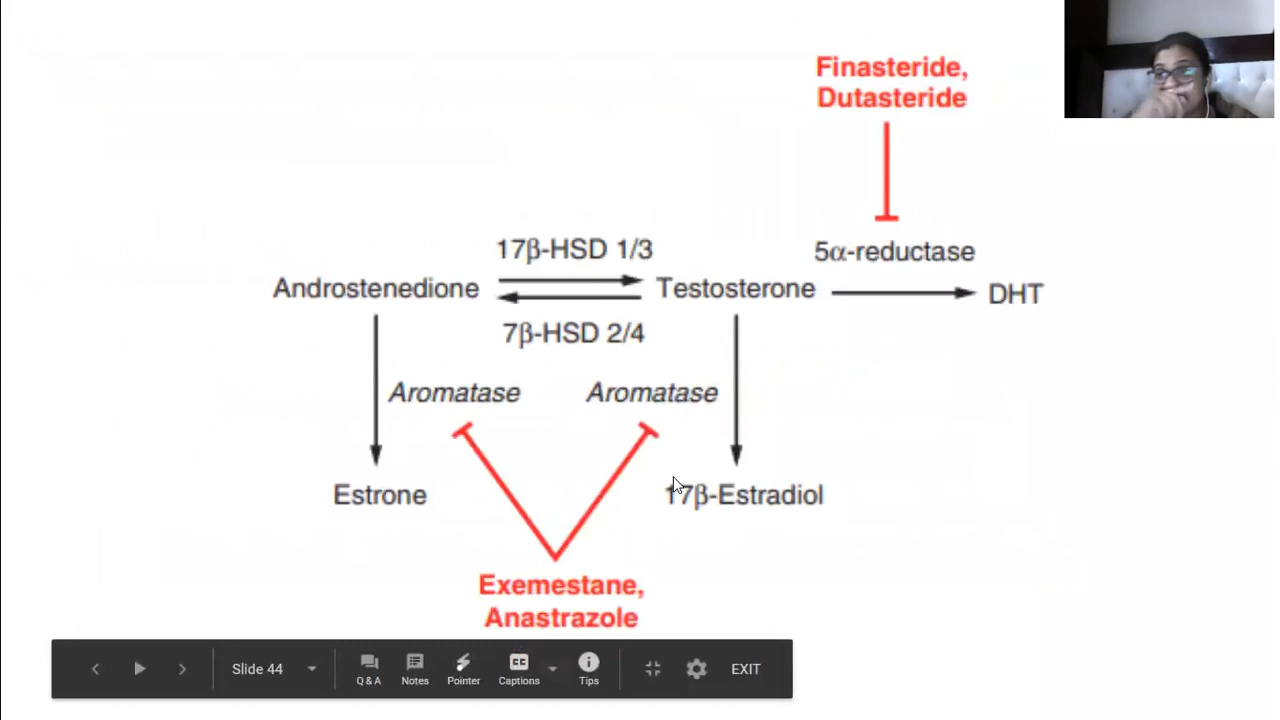 Finasteride,
Dutasteride
17β-HSD 1/3
5α-reductase
Androstenedione
Testosterone
DHT
7β-HSD 2/4
Aromatase
Aromatase
Estrone
17β-Estradiol
Exemestane,
Anastrazole
Slide 44
Q & A
Notes
Pointer
CC
Captions
Tips
EXIT